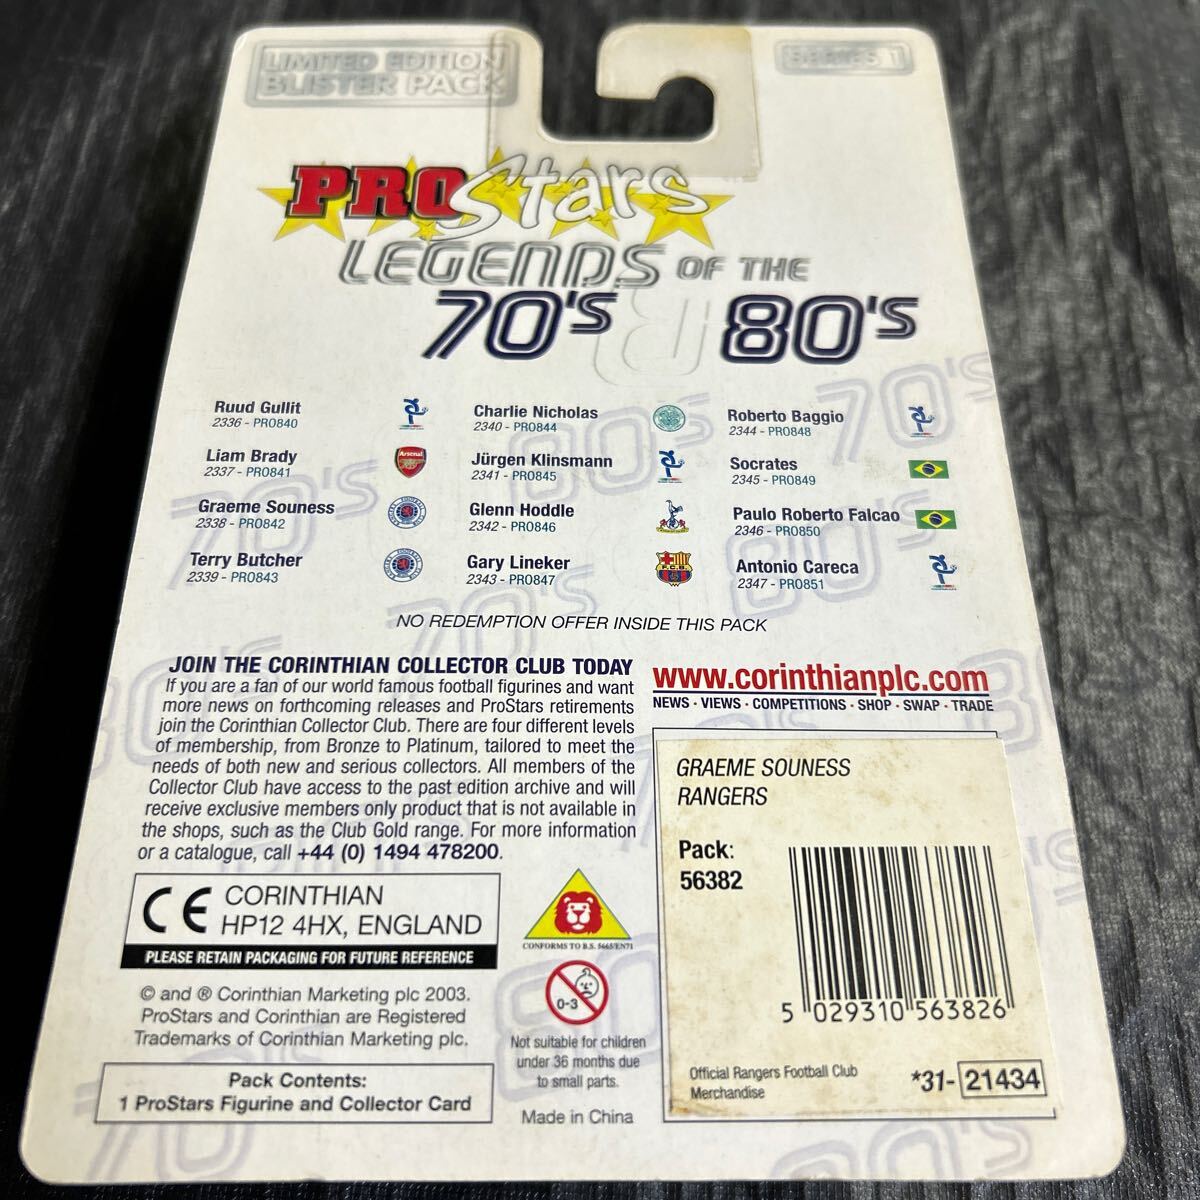 LIMITED EDITION
BLISTER PACK
SERIES 1
PRO Stars
LEGENDS OF THE
70's & 80's
Ruud Gullit
2336 - PRO840
Liam Brady
2337 - PRO841
Graeme Souness
2338 - PRO842
Terry Butcher
2339 - PRO843
Charlie Nicholas
2340 - PRO844
Jürgen Klinsmann
2341 - PRO845
Glenn Hoddle
2342 - PRO846
Gary Lineker
2343 - PRO847
Roberto Baggio
2344 - PRO848
Socrates
2345 - PRO849
Paulo Roberto Falcao
2346 - PRO850
Antonio Careca
2347 - PRO851
Arsenal
F.C.B.
NO REDEMPTION OFFER INSIDE THIS PACK
JOIN THE CORINTHIAN COLLECTOR CLUB TODAY
If you are a fan of our world famous football figurines and want
more news on forthcoming releases and ProStars retirements
join the Corinthian Collector Club. There are four different levels
of membership, from Bronze to Platinum, tailored to meet the
needs of both new and serious collectors. All members of the
Collector Club have access to the past edition archive and will
receive exclusive members only product that is not available in
the shops, such as the Club Gold range. For more information
or a catalogue, call +44 (0) 1494 478200.
www.corinthianplc.com
NEWS · VIEWS · COMPETITIONS · SHOP · SWAP · TRADE
CE CORINTHIAN
HP12 4HX, ENGLAND
PLEASE RETAIN PACKAGING FOR FUTURE REFERENCE
© and ® Corinthian Marketing plc 2003.
ProStars and Corinthian are Registered
Trademarks of Corinthian Marketing plc.
Pack Contents:
1 ProStars Figurine and Collector Card
CONFORMS TO B.S. 5665/EN71
0-3
Not suitable for children
under 36 months due
to small parts.
Made in China
GRAEME SOUNESS
RANGERS
Pack:
56382
5 029310 563826
Official Rangers Football Club
Merchandise
*31- 21434